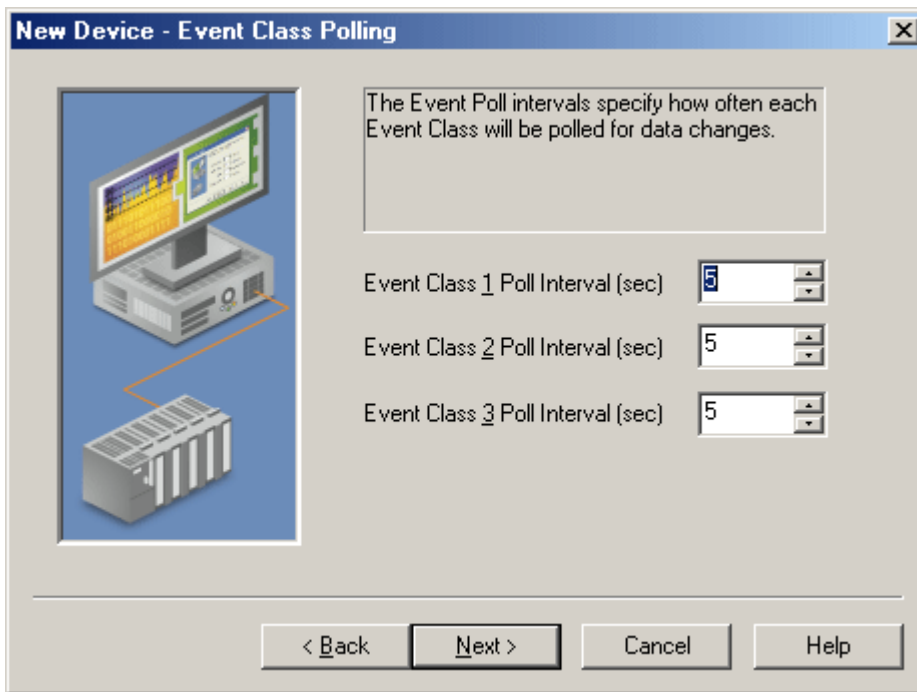 New Device - Event Class Polling
The Event Poll intervals specify how often each
Event Class will be polled for data changes.
Event Class 1 Poll Interval (sec) 5
Event Class 2 Poll Interval (sec) 5
Event Class 3 Poll Interval (sec) 5
< Back Next > Cancel Help